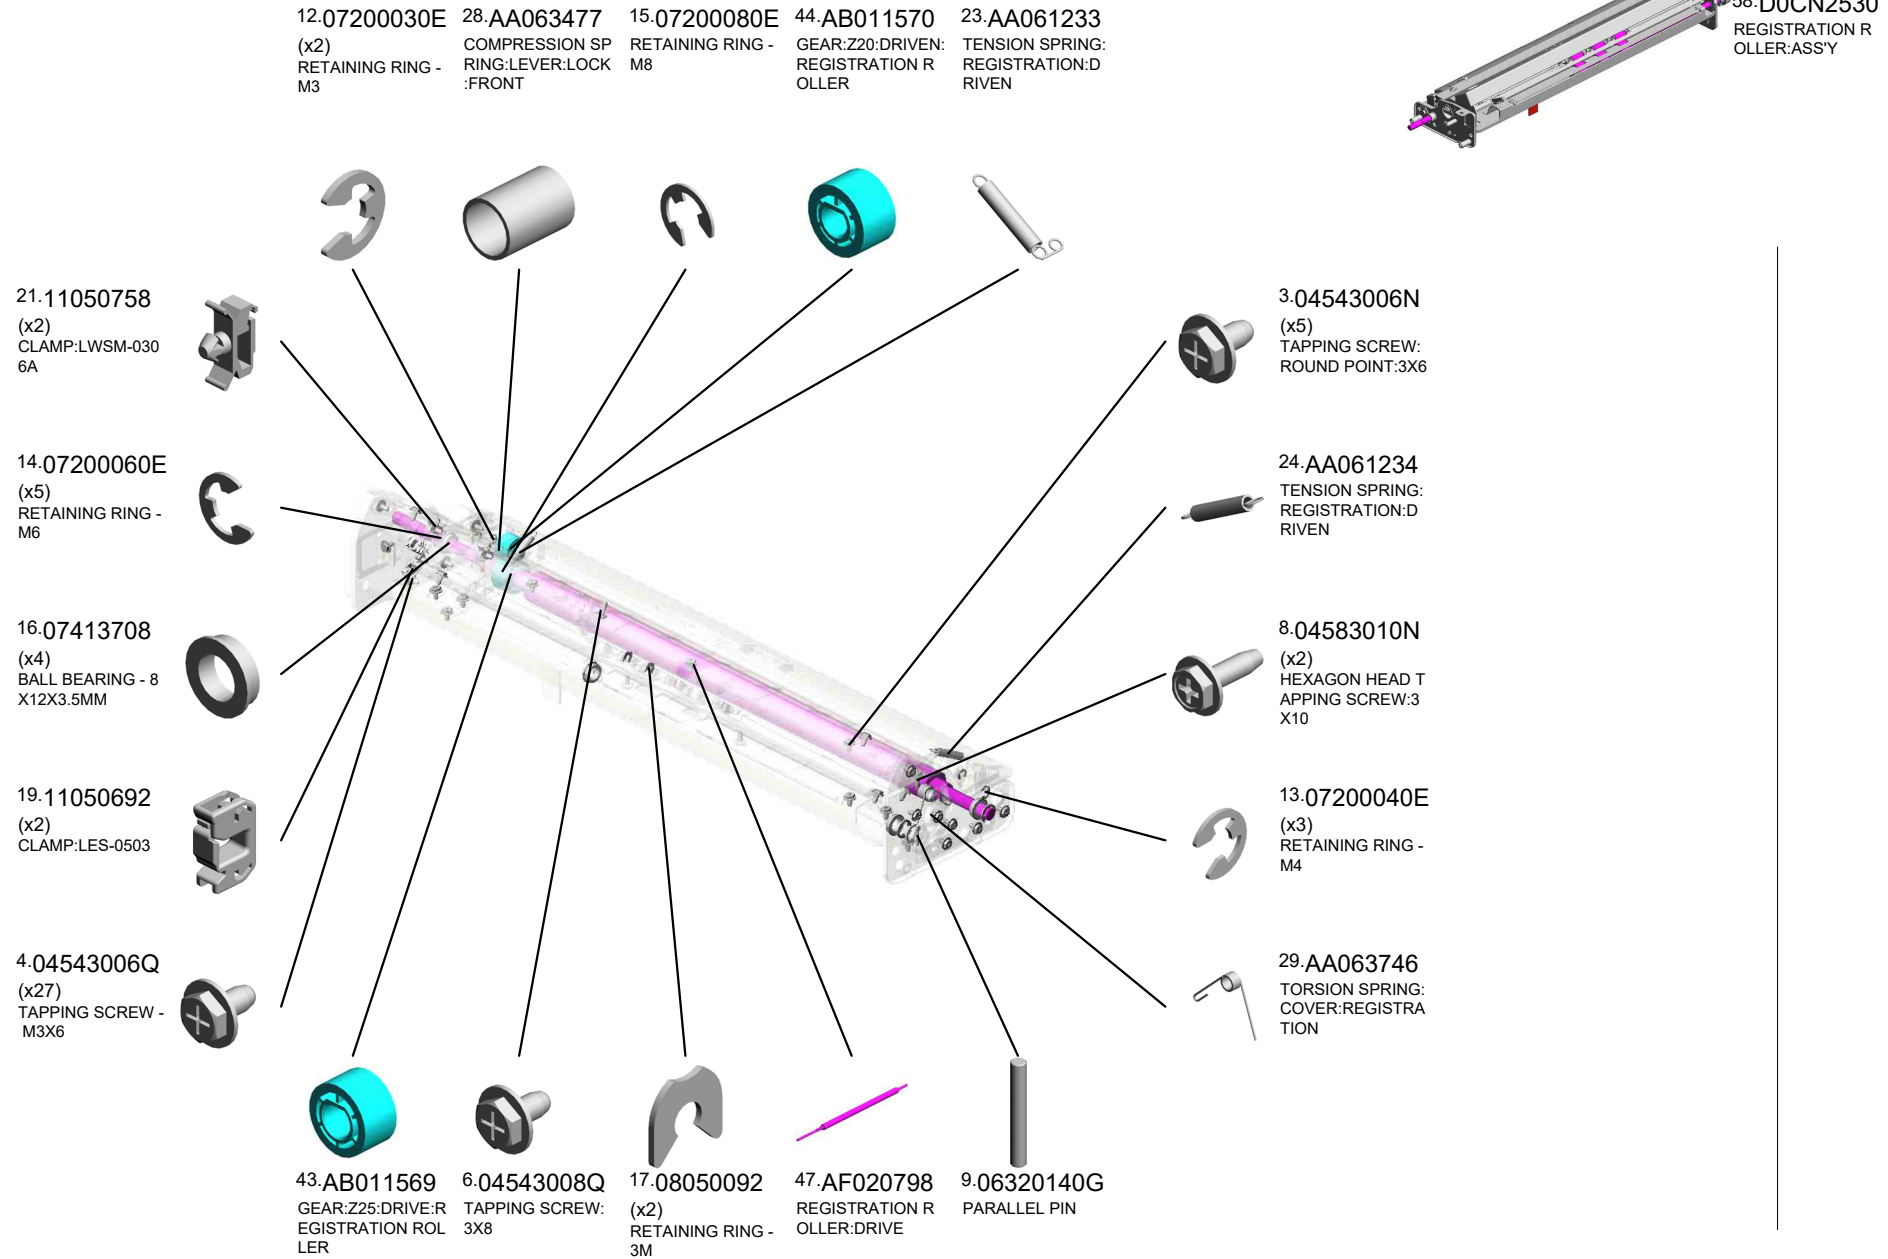 12.07200030E
(x2)
RETAINING RING -
M3
28.AA063477
COMPRESSION SP
RING:LEVER:LOCK
:FRONT
15.07200080E
RETAINING RING -
M8
44.AB011570
GEAR:Z20:DRIVEN:
REGISTRATION R
OLLER
23.AA061233
TENSION SPRING:
REGISTRATION:D
RIVEN
58.D0CN2530
REGISTRATION R
OLLER:ASS'Y
21.11050758
(x2)
CLAMP:LWSM-030
6A
14.07200060E
(x5)
RETAINING RING -
M6
16.07413708
(x4)
BALL BEARING - 8
X12X3.5MM
19.11050692
(x2)
CLAMP:LES-0503
4.04543006Q
(x27)
TAPPING SCREW -
M3X6
3.04543006N
(x5)
TAPPING SCREW:
ROUND POINT:3X6
24.AA061234
TENSION SPRING:
REGISTRATION:D
RIVEN
8.04583010N
(x2)
HEXAGON HEAD T
APPING SCREW:3
X10
13.07200040E
(x3)
RETAINING RING -
M4
29.AA063746
TORSION SPRING:
COVER:REGISTRA
TION
43.AB011569
GEAR:Z25:DRIVE:R
EGISTRATION ROL
LER
6.04543008Q
TAPPING SCREW:
3X8
17.08050092
(x2)
RETAINING RING -
3M
47.AF020798
REGISTRATION R
OLLER:DRIVE
9.06320140G
PARALLEL PIN